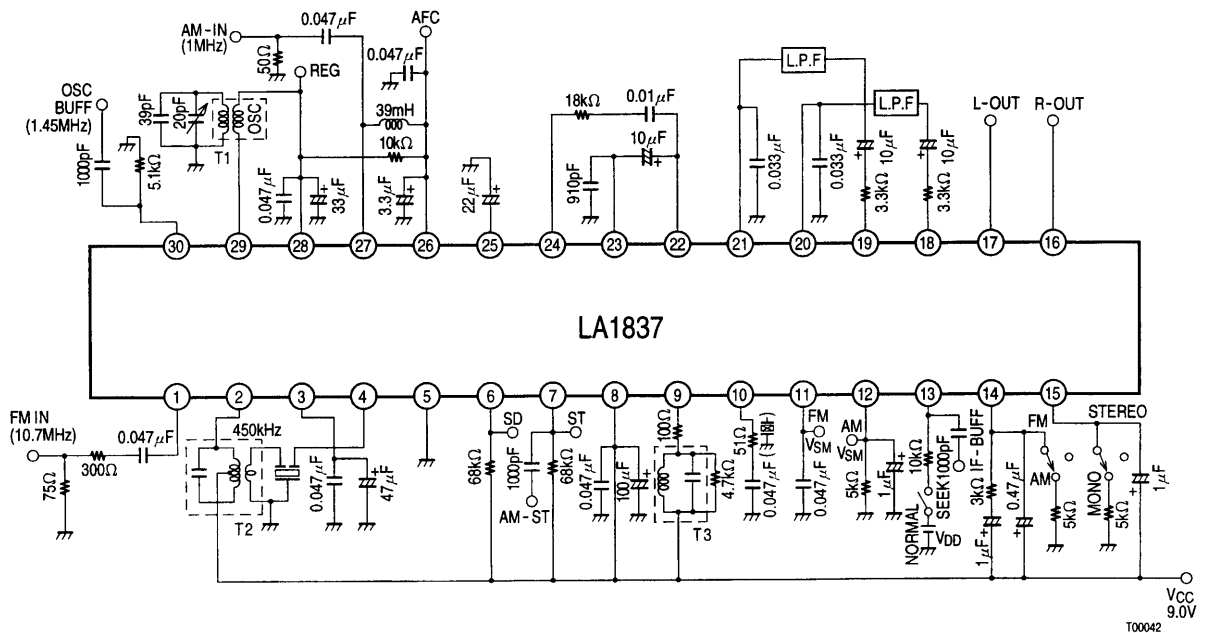 AM-IN
(1MHz)
0.047µF
AFC
50Ω
REG
0.047µF
OSC
BUFF
(1.45MHz)
39pF
20pF
OSC
T1
39mH
10kΩ
1000pF
5.1kΩ
0.047µF
33µF
3.3µF
22µF
18kΩ
0.01µF
10µF
910pF
L.P.F
L.P.F
0.033µF
0.033µF
10µF
10µF
3.3kΩ
3.3kΩ
L-OUT
R-OUT
30 29 28 27 26 25 24 23 22 21 20 19 18 17 16
LA1837
1 2 3 4 5 6 7 8 9 10 11 12 13 14 15
FM IN
(10.7MHz)
0.047µF
300Ω
75Ω
450kHz
T2
0.047µF
47µF
SD
68kΩ
ST
1000pF
68kΩ
AM-ST
0.047µF
100µF
100Ω
4.7kΩ
T3
51Ω
0.047µF
FM
VSM
0.047µF
AM
VSM
5kΩ
1µF
10kΩ
SEEK
1000pF
IF-BUFF
NORMAL
VDD
3kΩ
0.47µF
1µF
FM
AM
5kΩ
STEREO
MONO
5kΩ
1µF
VCC
9.0V
T00042